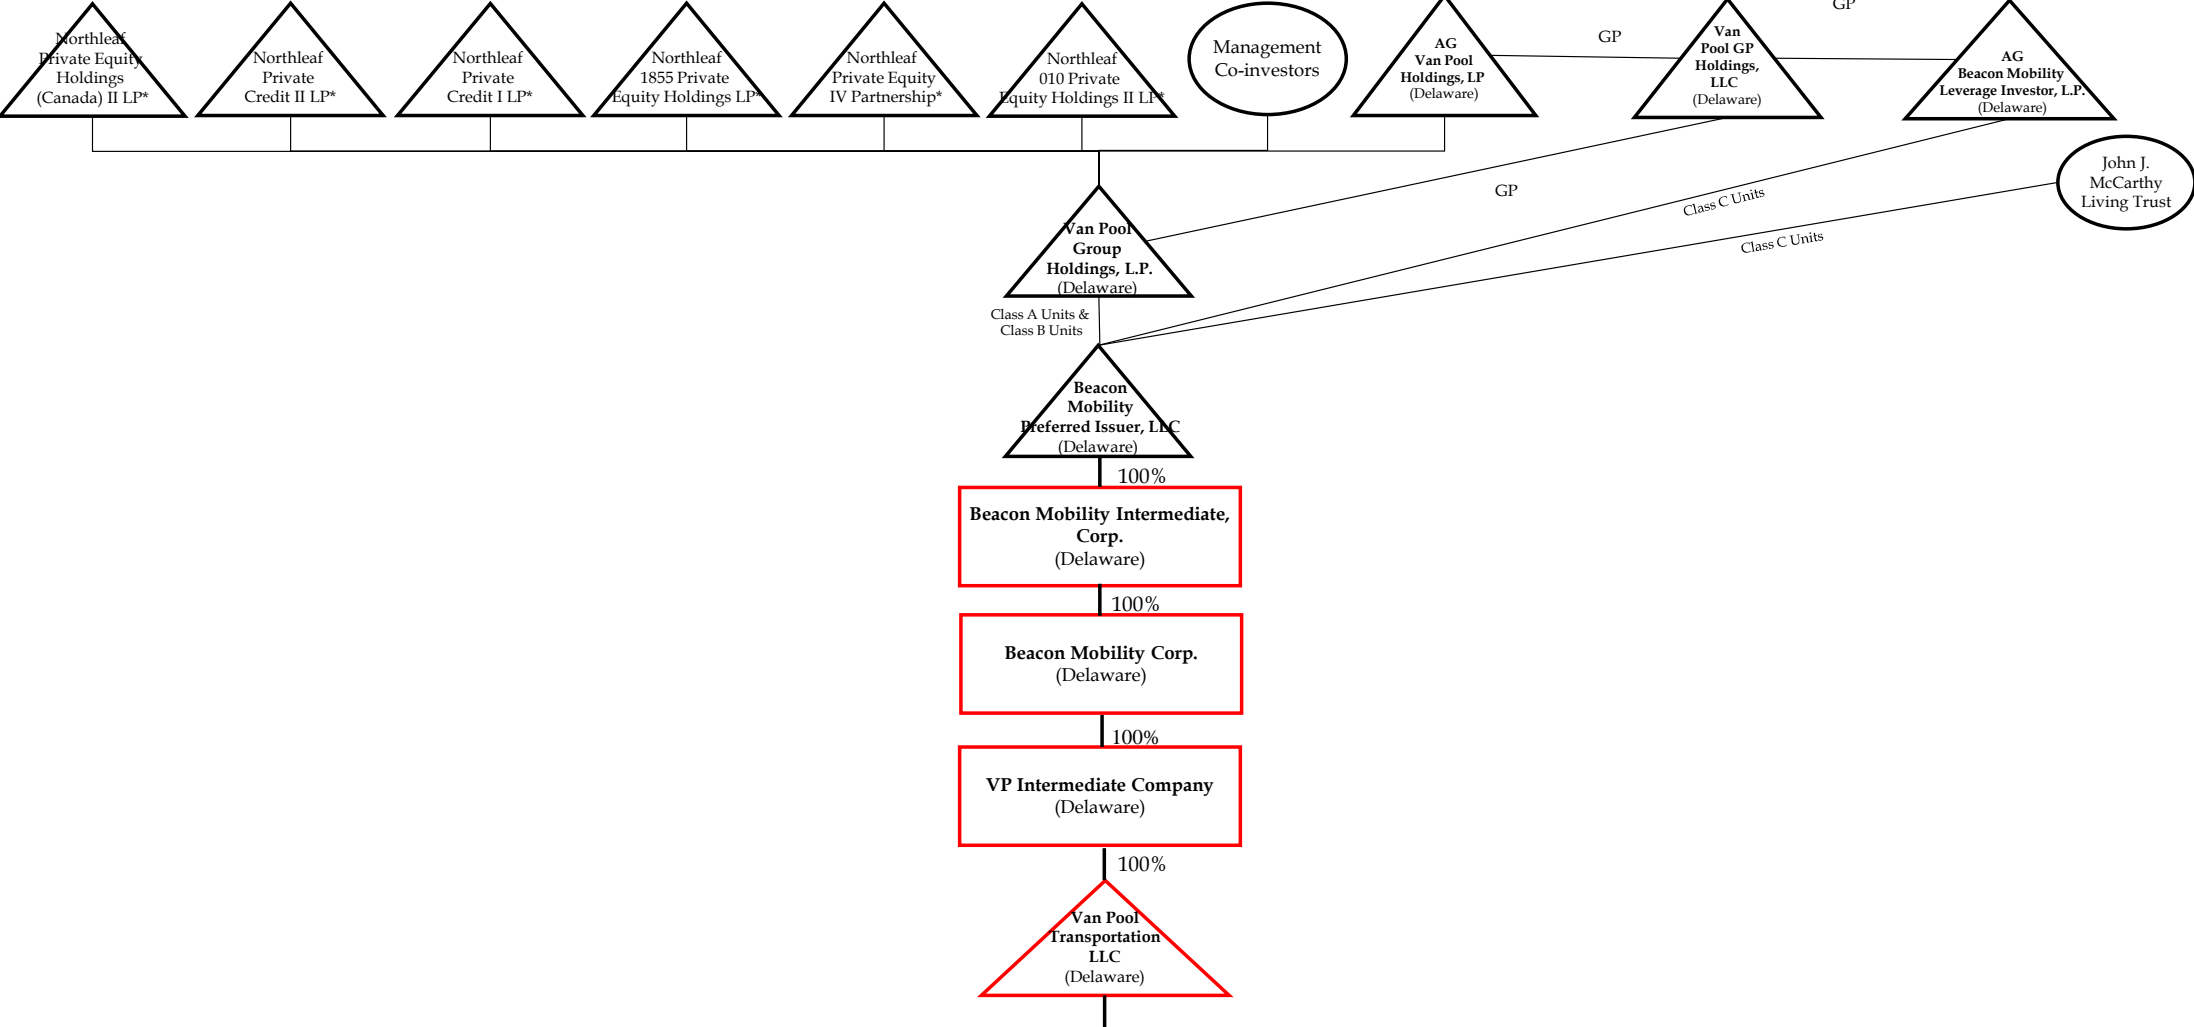 GP
Northleaf
Private Equity
Holdings
(Canada) II LP*
Northleaf
Private
Credit II LP*
Northleaf
Private
Credit I LP*
Northleaf
1855 Private
Equity Holdings LP*
Northleaf
Private Equity
IV Partnership*
Northleaf
010 Private
Equity Holdings II LP*
Management
Co-investors
AG
Van Pool
Holdings, LP
(Delaware)
GP
Van
Pool GP
Holdings,
LLC
(Delaware)
AG
Beacon Mobility
Leverage Investor, L.P.
(Delaware)
John J.
McCarthy
Living Trust
GP
Class C Units
Class C Units
Van Pool
Group
Holdings, L.P.
(Delaware)
Class A Units &
Class B Units
Beacon
Mobility
Preferred Issuer, LLC
(Delaware)
100%
Beacon Mobility Intermediate,
Corp.
(Delaware)
100%
Beacon Mobility Corp.
(Delaware)
100%
VP Intermediate Company
(Delaware)
100%
Van Pool
Transportation
LLC
(Delaware)